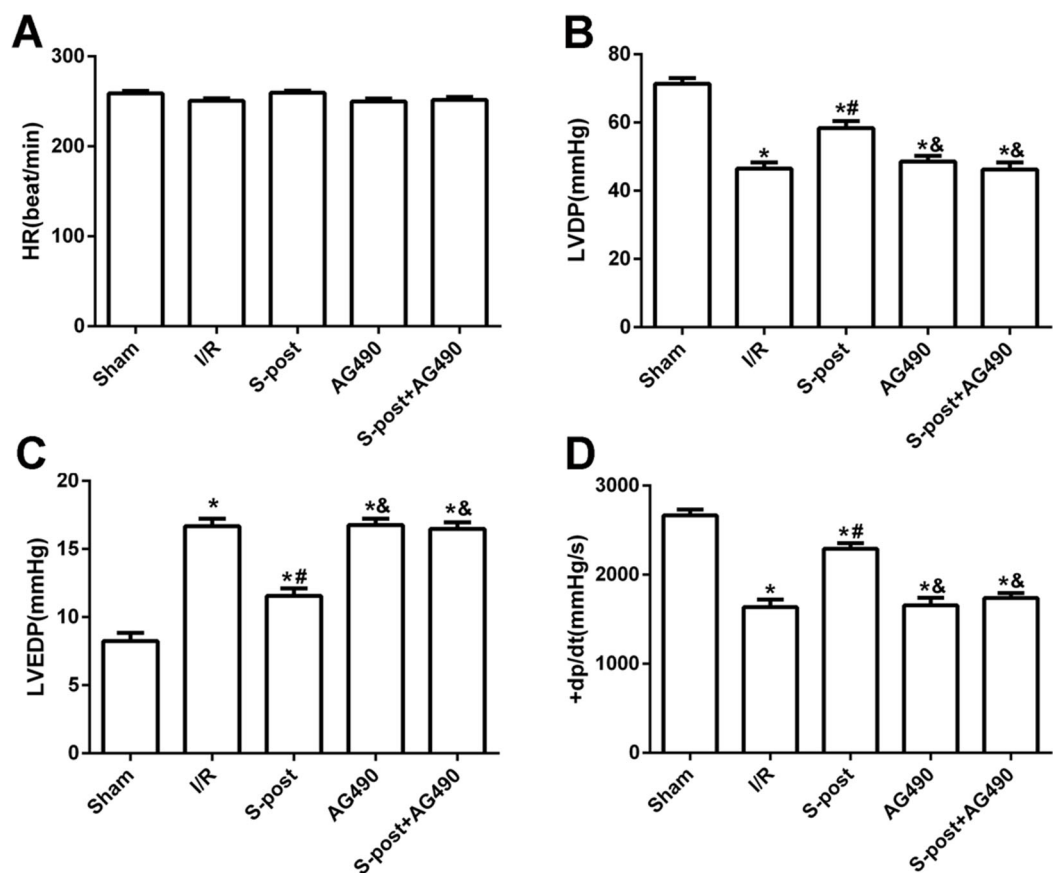 A
HR(beat/min)
300
200
100
0
Sham
I/R
S-post
AG490
S-post+AG490
B
LVDP(mmHg)
80
60
40
20
0
*
*#
*&
*&
Sham
I/R
S-post
AG490
S-post+AG490
C
LVEDP(mmHg)
20
15
10
5
0
*
*#
*&
*&
Sham
I/R
S-post
AG490
S-post+AG490
D
+dp/dt(mmHg/s)
3000
2000
1000
0
*
*#
*&
*&
Sham
I/R
S-post
AG490
S-post+AG490